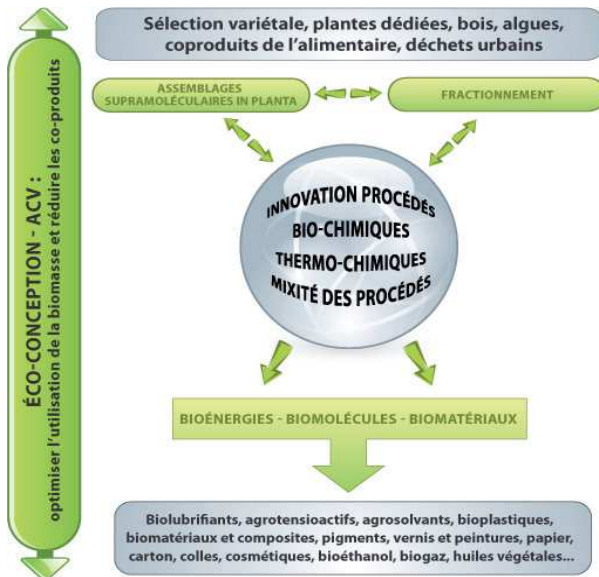 ÉCO-CONCEPTION - ACV :
optimiser l'utilisation de la biomasse et réduire les co-produits
Sélection variétale, plantes dédiées, bois, algues,
coproduits de l'alimentaire, déchets urbains
ASSEMBLAGES
SUPRAMOLÉCULAIRES IN PLANTA
FRACTIONNEMENT
INNOVATION PROCÉDÉS
BIO-CHIMIQUES
THERMO-CHIMIQUES
MIXITÉ DES PROCÉDÉS
BIOÉNERGIES - BIOMOLÉCULES - BIOMATÉRIAUX
Biolubrifiants, agrotensioactifs, agrosolvants, bioplastiques,
biomatériaux et composites, pigments, vernis et peintures, papier,
carton, colles, cosmétiques, bioéthanol, biogaz, huiles végétales...